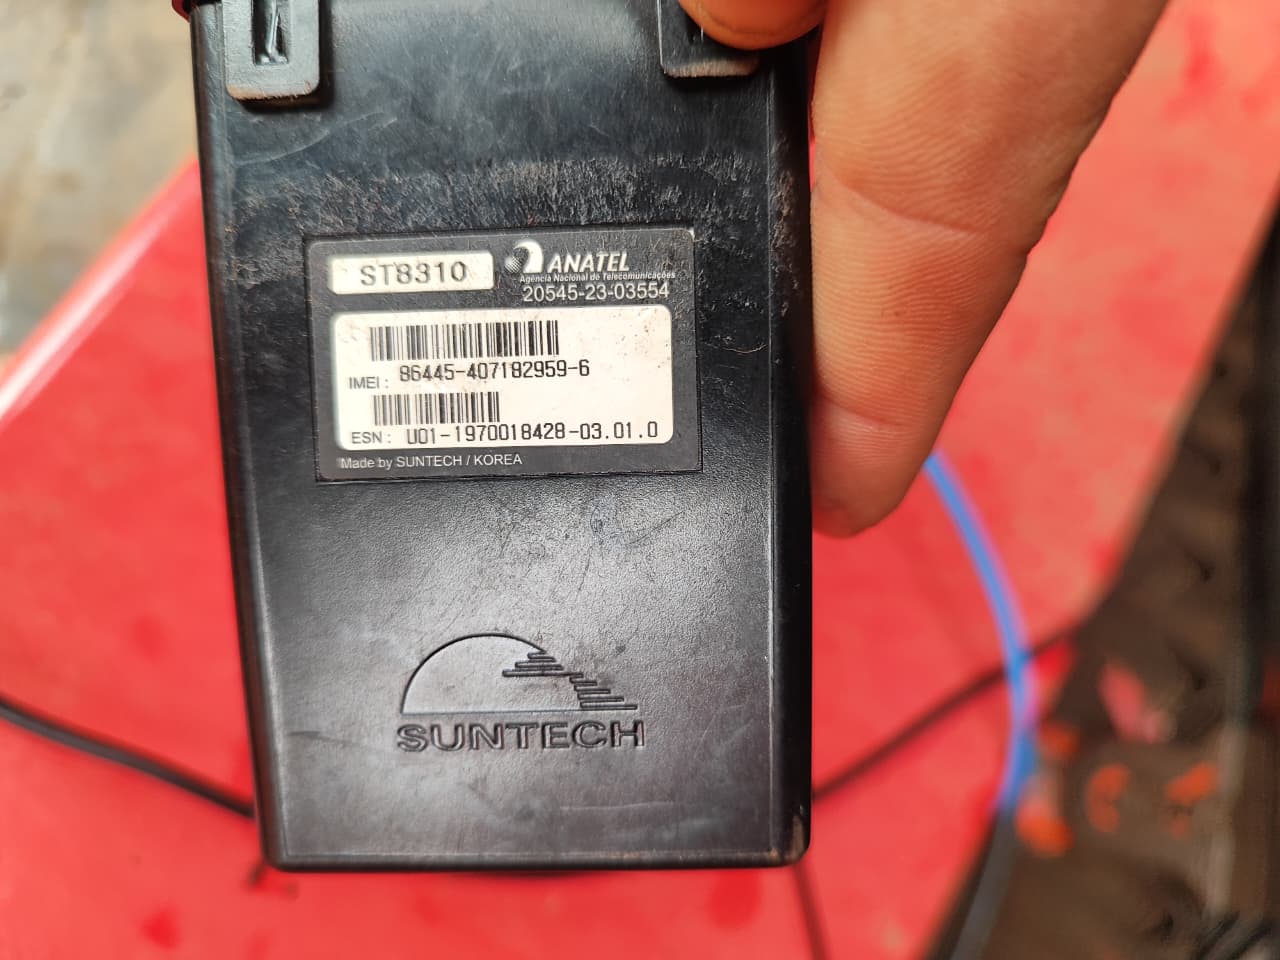 ST8310
ANATEL
Agência Nacional de Telecomunicações
20545-23-03554
IMEI: 86445-407182959-6
ESN: U01-1970018428-03.01.0
Made by SUNTECH / KOREA
SUNTECH